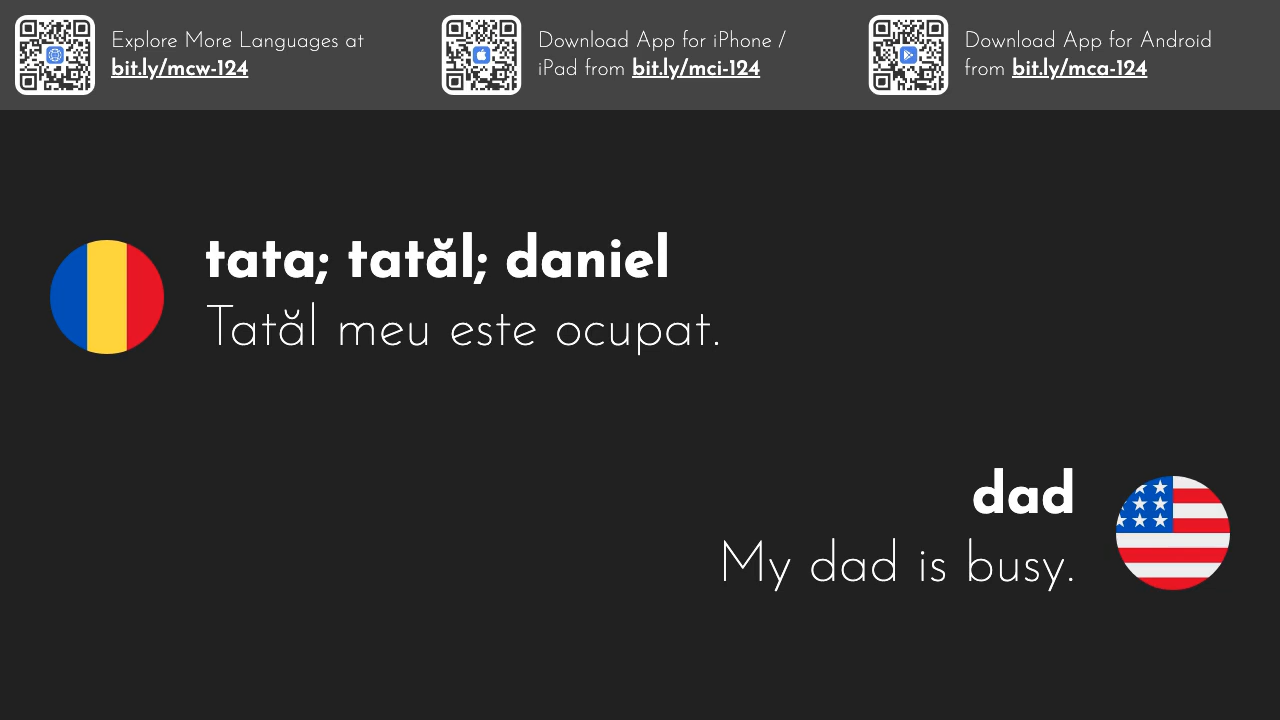 Explore More Languages at
bit.ly/mcw-124
Download App for iPhone /
iPad from bit.ly/mci-124
Download App for Android
from bit.ly/mca-124
tata; tatăl; daniel
Tatăl meu este ocupat.
dad
My dad is busy.